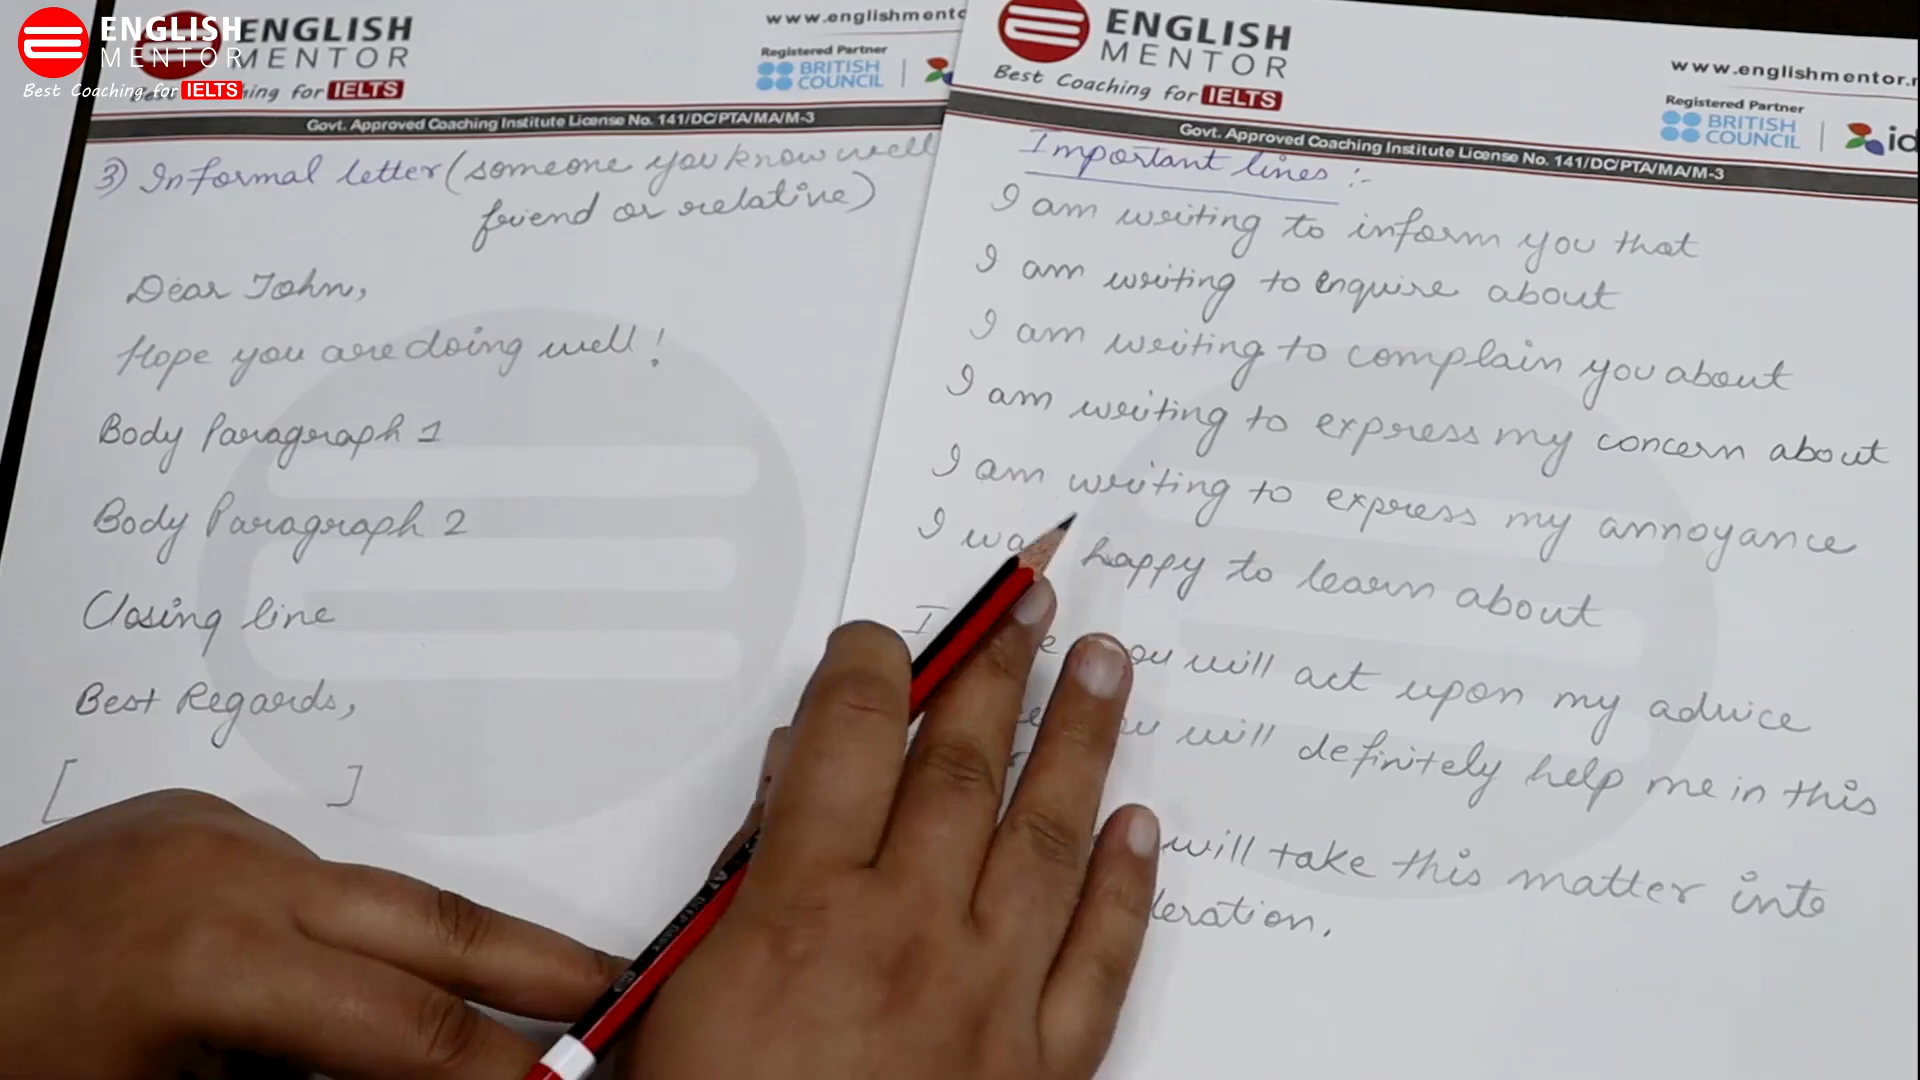 ENGLISH
MENTOR
Best Coaching for IELTS
ENGLISH
MENTOR
ing for IELTS
www.englishmento
Registered Partner
BRITISH
COUNCIL
Govt. Approved Coaching Institute License No. 141/DC/PTA/MA/M-3
3) Informal letter (someone you know well
friend or relative)
Dear John,
Hope you are doing well!
Body Paragraph 1
Body Paragraph 2
Closing line
Best Regards,
[ ]
ENGLISH
MENTOR
Best Coaching for IELTS
www.englishmentor.
Registered Partner
BRITISH
COUNCIL
id
Govt. Approved Coaching Institute License No. 141/DC/PTA/MA/M-3
Important lines :-
I am writing to inform you that
I am writing to enquire about
I am writing to complain you about
I am writing to express my concern about
I am writing to express my annoyance
I was happy to learn about
I you will act upon my advice
you will definitely help me in this
will take this matter into
deration.